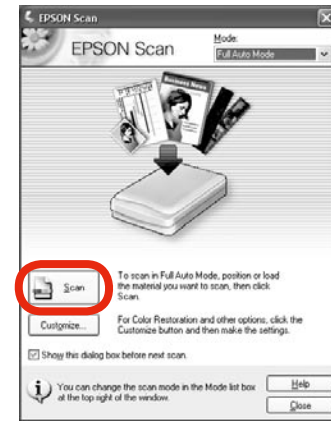 EPSON Scan
EPSON Scan
Mode:
Full Auto Mode
Business News
Scan
To scan in Full Auto Mode, position or load
the material you want to scan, then click
Scan.
Customize...
For Color Restoration and other options, click the
Customize button and then make the settings.
Show this dialog box before next scan.
You can change the scan mode in the Mode list box
at the top right of the window.
Help
Close